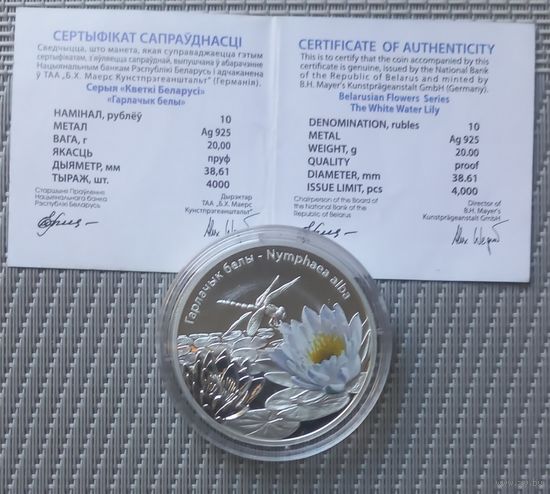 СЕРТЫФІКАТ САПРАЎДНАСЦІ
Сведчыцца, што манета, якая суправаджаецца гэтым
сертыфікатам, з'яўляецца сапраўднай, выпушчана ў абарачэнне
Нацыянальным банкам Рэспублікі Беларусь і адчаканена
ў ТАА „Б.Х. Маерс Кунстпрагеанштальт" (Германія).
Серыя «Кветкі Беларусі»
«Гарлачык белы»
НАМІНАЛ, рублёў 10
МЕТАЛ Ag 925
ВАГА, г 20,00
ЯКАСЦЬ пруф
ДЫЯМЕТР, мм 38,61
ТЫРАЖ, шт. 4000
Старшыня Праўлення
Нацыянальнага банка
Рэспублікі Беларусь
Дырэктар
ТАА „Б.Х. Маерс
Кунстпрагеанштальт"
CERTIFICATE OF AUTHENTICITY
This is to certify that the coin accompanied by this
certificate is genuine, issued by the National Bank
of the Republic of Belarus and minted by
B.H. Mayer's Kunstprägeanstalt GmbH (Germany).
Belarusian Flowers Series
The White Water Lily
DENOMINATION, rubles 10
METAL Ag 925
WEIGHT, g 20.00
QUALITY proof
DIAMETER, mm 38.61
ISSUE LIMIT, pcs 4,000
Chairperson of the Board of
the National Bank of the
Republic of Belarus
Director of
B.H. Mayer's
Kunstprägeanstalt GmbH
Гарлачык белы - Nymphaea alba